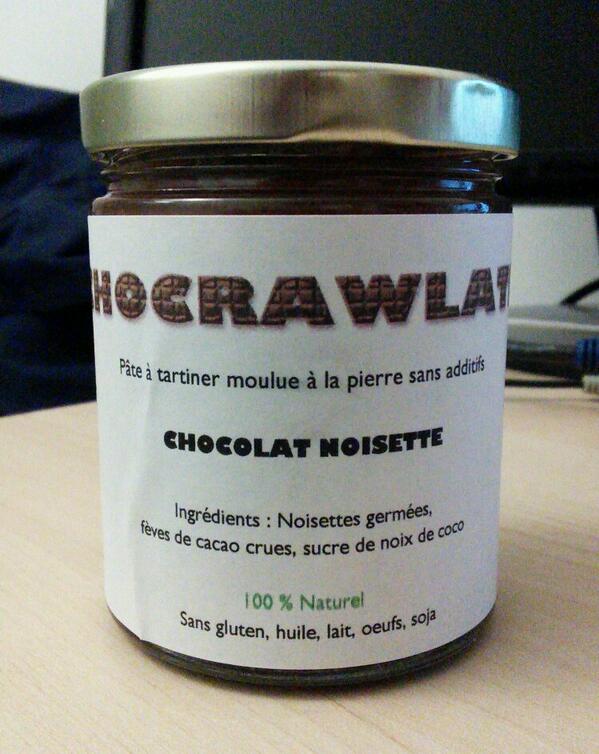 HOCRAWLAT
Pâte à tartiner moulue à la pierre sans additifs
CHOCOLAT NOISETTE
Ingrédients : Noisettes germées,
fèves de cacao crues, sucre de noix de coco
100 % Naturel
Sans gluten, huile, lait, oeufs, soja